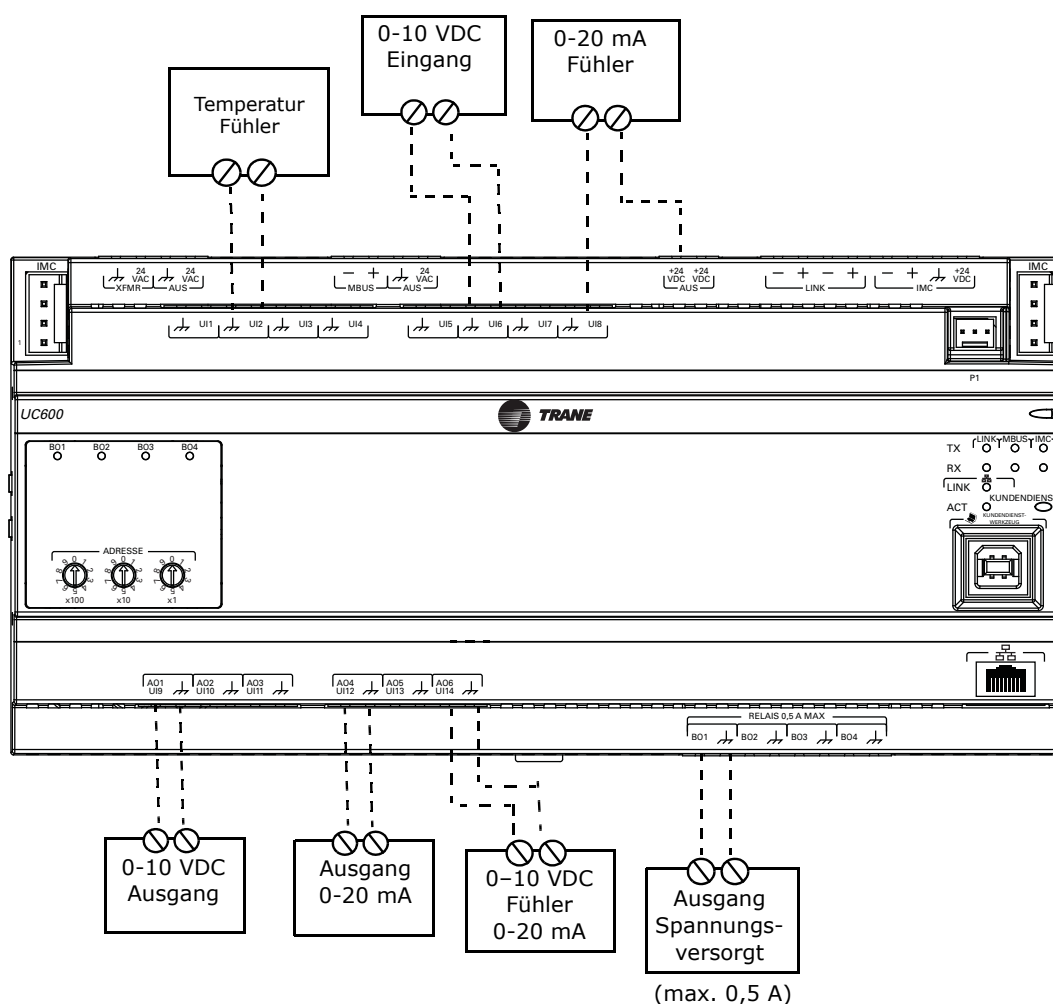 0-10 VDC
Eingang
0-20 mA
Fühler
Temperatur
Fühler
IMC
24
VAC
XFMR
24
VAC
AUS
MBUS
24
VAC
AUS
+24
VDC
+24
VDC
AUS
LINK
IMC
+24
VDC
IMC
1
UI1 UI2 UI3 UI4 UI5 UI6 UI7 UI8
P1
UC600
TRANE
BO1 BO2 BO3 BO4
LINK MBUS IMC
TX
RX
LINK
ACT
KUNDENDIENS
KUNDENDIENST-
WERKZEUG
ADRESSE
x100 x10 x1
AO1
UI9
AO2
UI10
AO3
UI11
AO4
UI12
AO5
UI13
AO6
UI14
RELAIS 0,5 A MAX
BO1 BO2 BO3 BO4
0-10 VDC
Ausgang
Ausgang
0-20 mA
0–10 VDC
Fühler
0-20 mA
Ausgang
Spannungs-
versorgt
(max. 0,5 A)